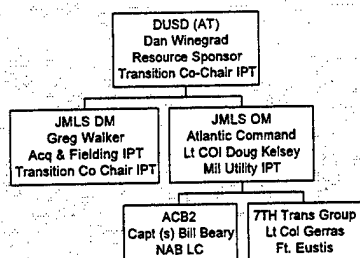 DUSD (AT)
Dan Winegrad
Resource Sponsor
Transition Co-Chair IPT
JMLS DM
Greg Walker
Acq & Fielding IPT
Transition Co Chair IPT
JMLS OM
Atlantic Command
Lt COl Doug Kelsey
Mil Utility IPT
ACB2
Capt (s) Bill Beary
NAB LC
7TH Trans Group
Lt Col Gerras
Ft. Eustis